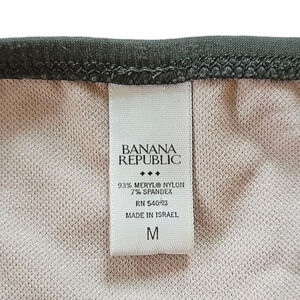 BANANA
REPUBLIC
93% MERYL® NYLON
7% SPANDEX
RN 54023
MADE IN ISRAEL
M